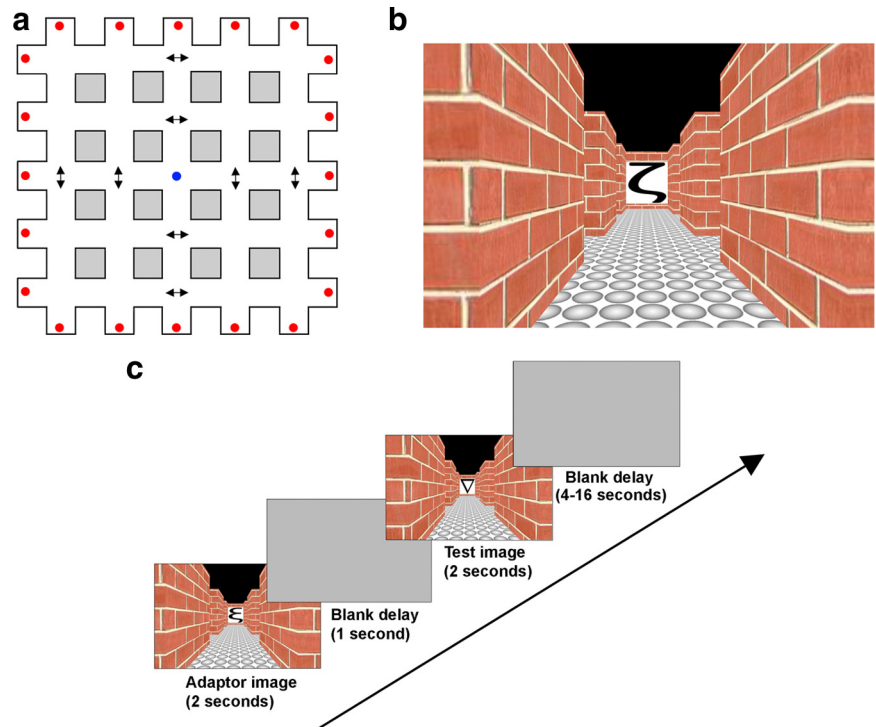 a
b
ζ
c
Blank delay
(4-16 seconds)
∇
Test image
(2 seconds)
Blank delay
(1 second)
ξ
Adaptor image
(2 seconds)